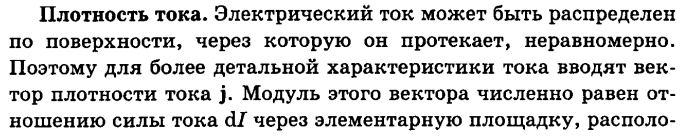 Плотность тока. Электрический ток может быть распределен
по поверхности, через которую он протекает, неравномерно.
Поэтому для более детальной характеристики тока вводят век-
тор плотности тока j. Модуль этого вектора численно равен от-
ношению силы тока dI через элементарную площадку, располо-